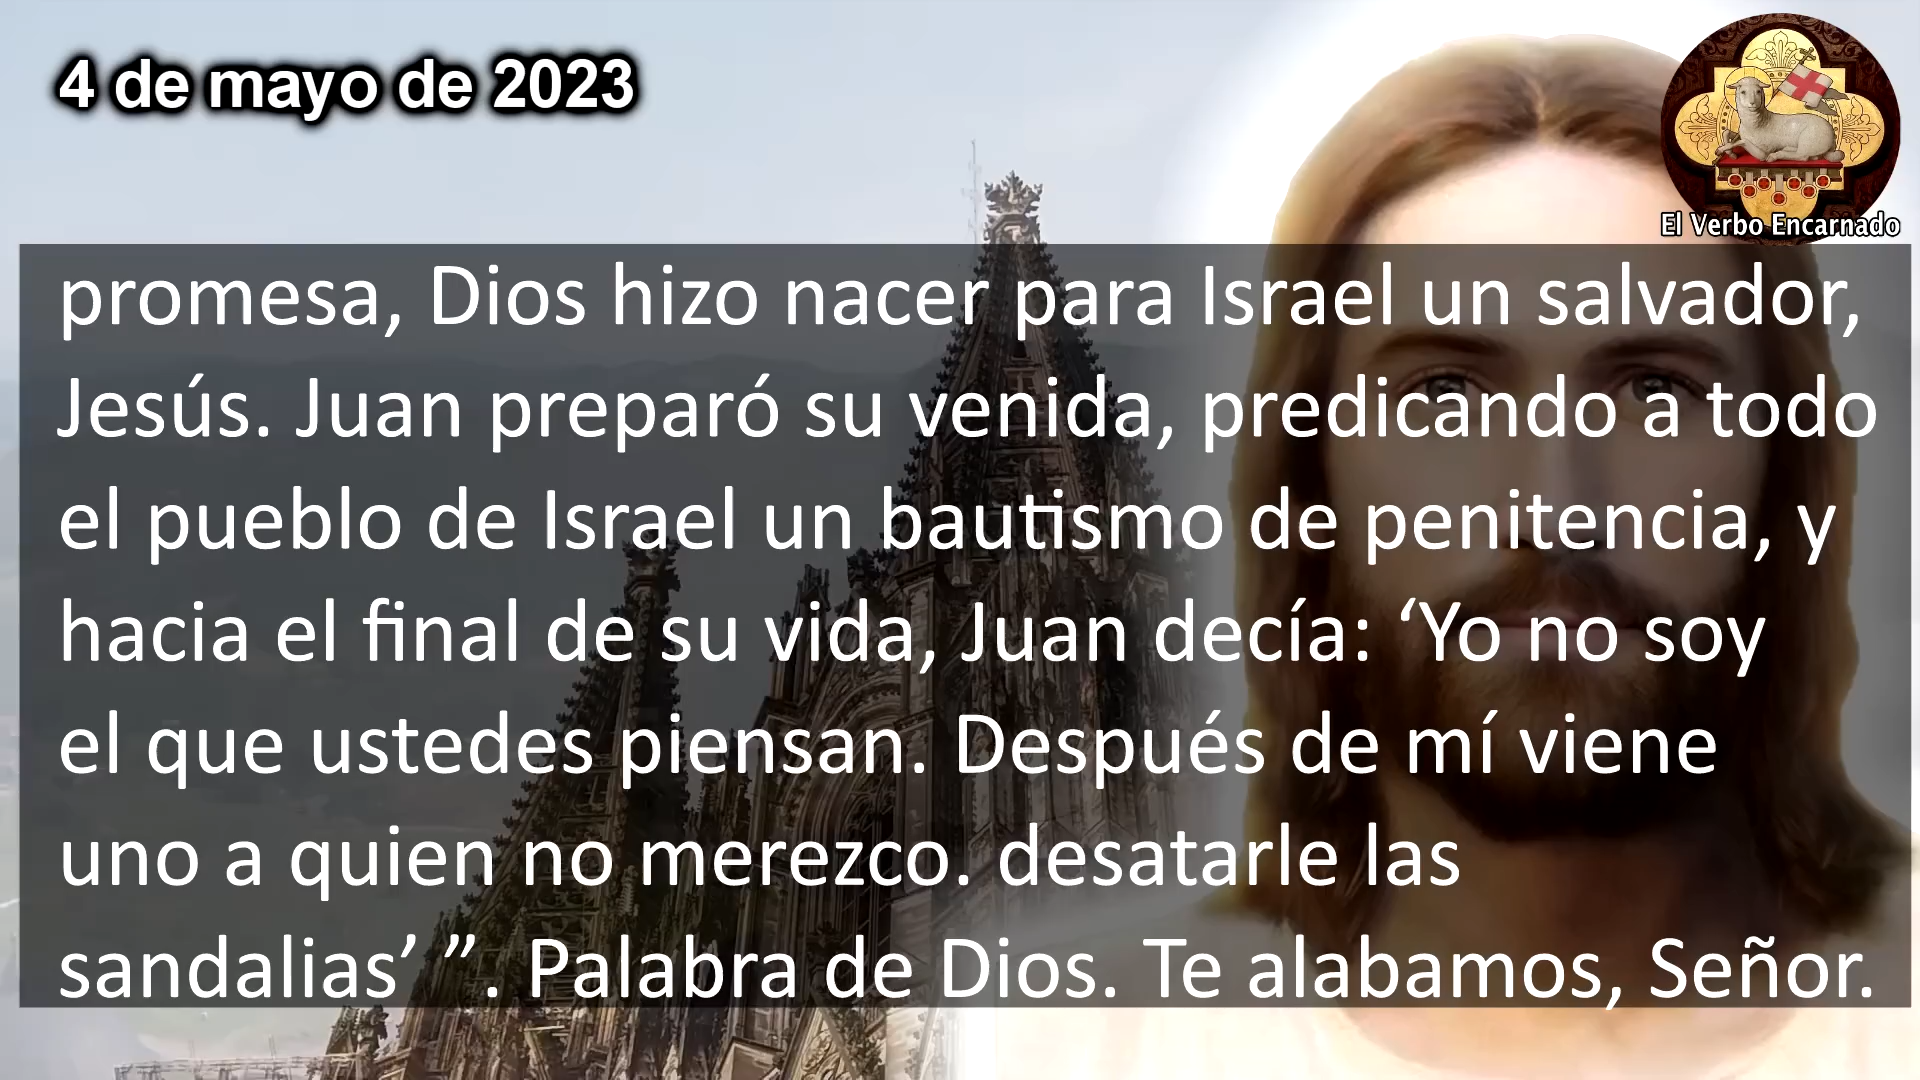 4 de mayo de 2023
El Verbo Encarnado
promesa, Dios hizo nacer para Israel un salvador,
Jesús. Juan preparó su venida, predicando a todo
el pueblo de Israel un bautismo de penitencia, y
hacia el final de su vida, Juan decía: ‘Yo no soy
el que ustedes piensan. Después de mí viene
uno a quien no merezco. desatarle las
sandalias’ ”. Palabra de Dios. Te alabamos, Señor.